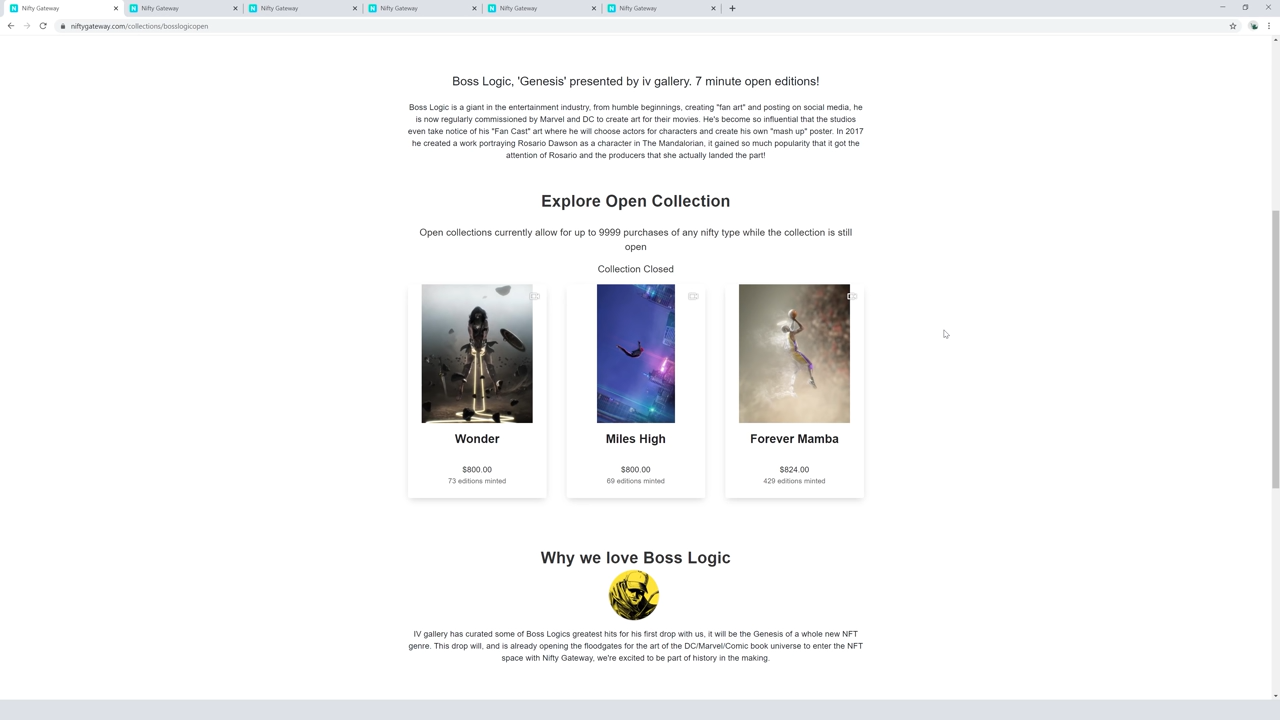 Nifty Gateway
Nifty Gateway
Nifty Gateway
Nifty Gateway
Nifty Gateway
Nifty Gateway
niftygateway.com/collections/bosslogicopen
Boss Logic, 'Genesis' presented by iv gallery. 7 minute open editions!
Boss Logic is a giant in the entertainment industry, from humble beginnings, creating "fan art" and posting on social media, he
is now regularly commissioned by Marvel and DC to create art for their movies. He's become so influential that the studios
even take notice of his "Fan Cast" art where he will choose actors for characters and create his own "mash up" poster. In 2017
he created a work portraying Rosario Dawson as a character in The Mandalorian, it gained so much popularity that it got the
attention of Rosario and the producers that she actually landed the part!
Explore Open Collection
Open collections currently allow for up to 9999 purchases of any nifty type while the collection is still
open
Collection Closed
Wonder
$800.00
73 editions minted
Miles High
$800.00
69 editions minted
Forever Mamba
$824.00
429 editions minted
Why we love Boss Logic
IV gallery has curated some of Boss Logics greatest hits for his first drop with us, it will be the Genesis of a whole new NFT
genre. This drop will, and is already opening the floodgates for the art of the DC/Marvel/Comic book universe to enter the NFT
space with Nifty Gateway, we're excited to be part of history in the making.